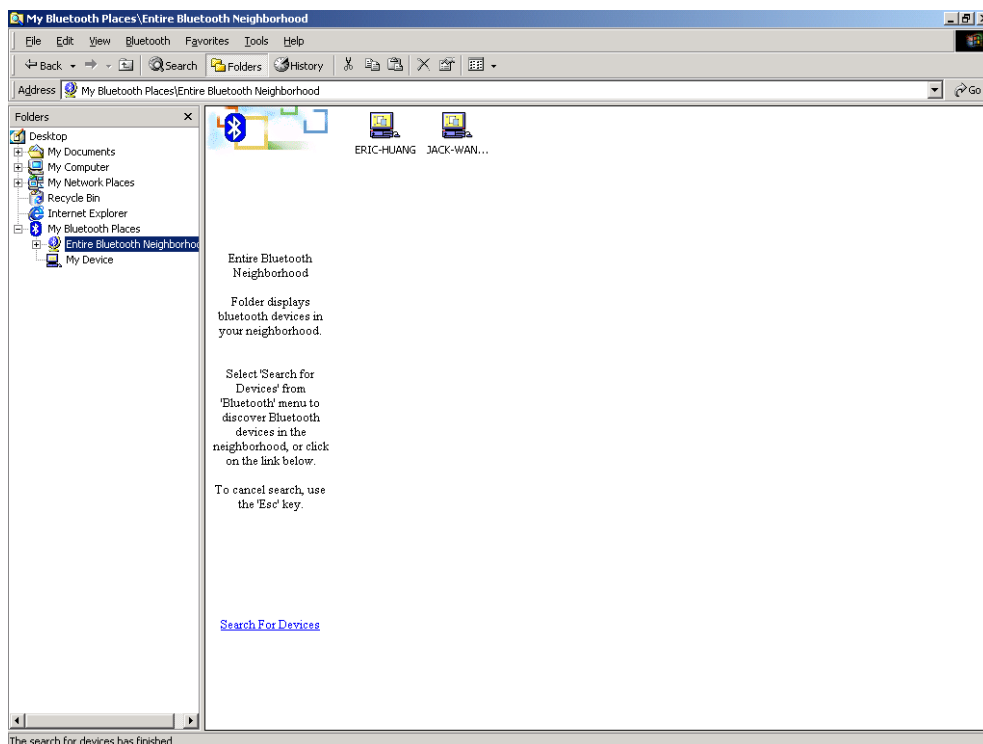 My Bluetooth Places\Entire Bluetooth Neighborhood
File Edit View Bluetooth Favorites Tools Help
Back Search Folders History
Address My Bluetooth Places\Entire Bluetooth Neighborhood Go
Folders
Desktop
My Documents
My Computer
My Network Places
Recycle Bin
Internet Explorer
My Bluetooth Places
Entire Bluetooth Neighborhoo
My Device
ERIC-HUANG JACK-WAN...
Entire Bluetooth
Neighborhood
Folder displays
bluetooth devices in
your neighborhood.
Select 'Search for
Devices' from
'Bluetooth' menu to
discover Bluetooth
devices in the
neighborhood, or click
on the link below.
To cancel search, use
the 'Esc' key.
Search For Devices
The search for devices has finished